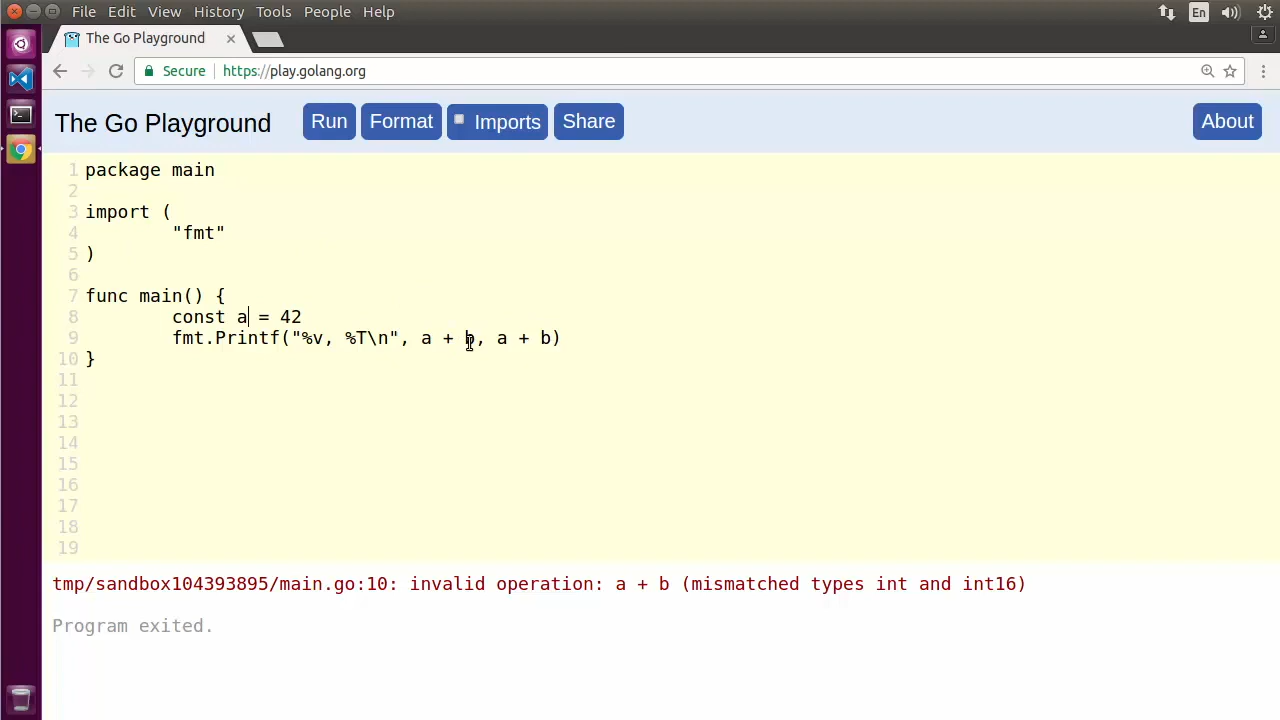 File Edit View History Tools People Help
En
The Go Playground
Secure https://play.golang.org
The Go Playground Run Format Imports Share About
1 package main
2
3 import (
4 "fmt"
5 )
6
7 func main() {
8 const a = 42
9 fmt.Printf("%v, %T\n", a + b, a + b)
10 }
11
12
13
14
15
16
17
18
19
tmp/sandbox104393895/main.go:10: invalid operation: a + b (mismatched types int and int16)
Program exited.